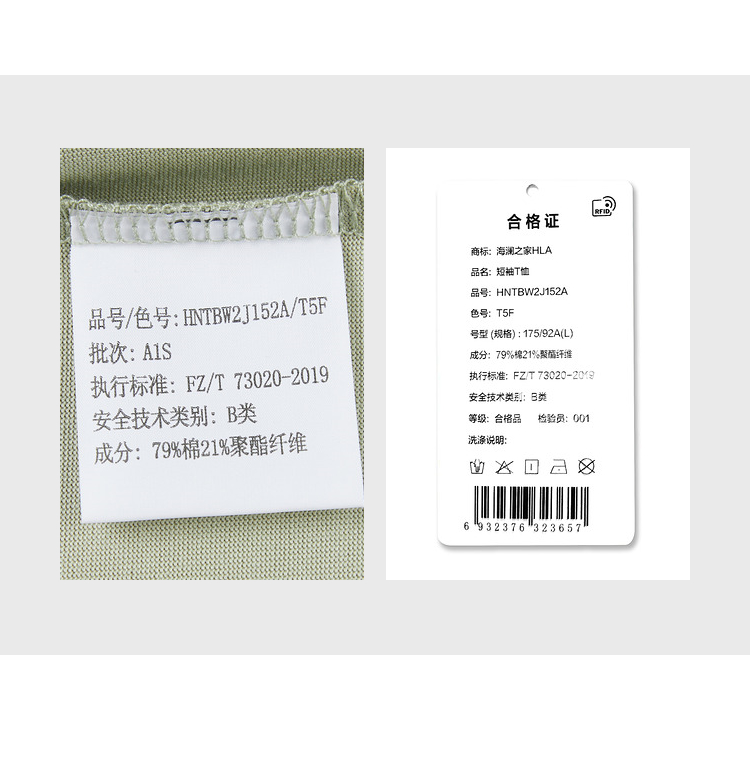 品号/色号: HNTBW2J152A/T5F
批次: A1S
执行标准: FZ/T 73020-2019
安全技术类别: B类
成分: 79%棉21%聚酯纤维
合格证
RFID
商标: 海澜之家HLA
品名: 短袖T恤
品号: HNTBW2J152A
色号: T5F
号型 (规格) : 175/92A(L)
成分: 79%棉21%聚酯纤维
执行标准: FZ/T 73020-2019
安全技术类别: B类
等级: 合格品 检验员: 001
洗涤说明:
6 932376 323657